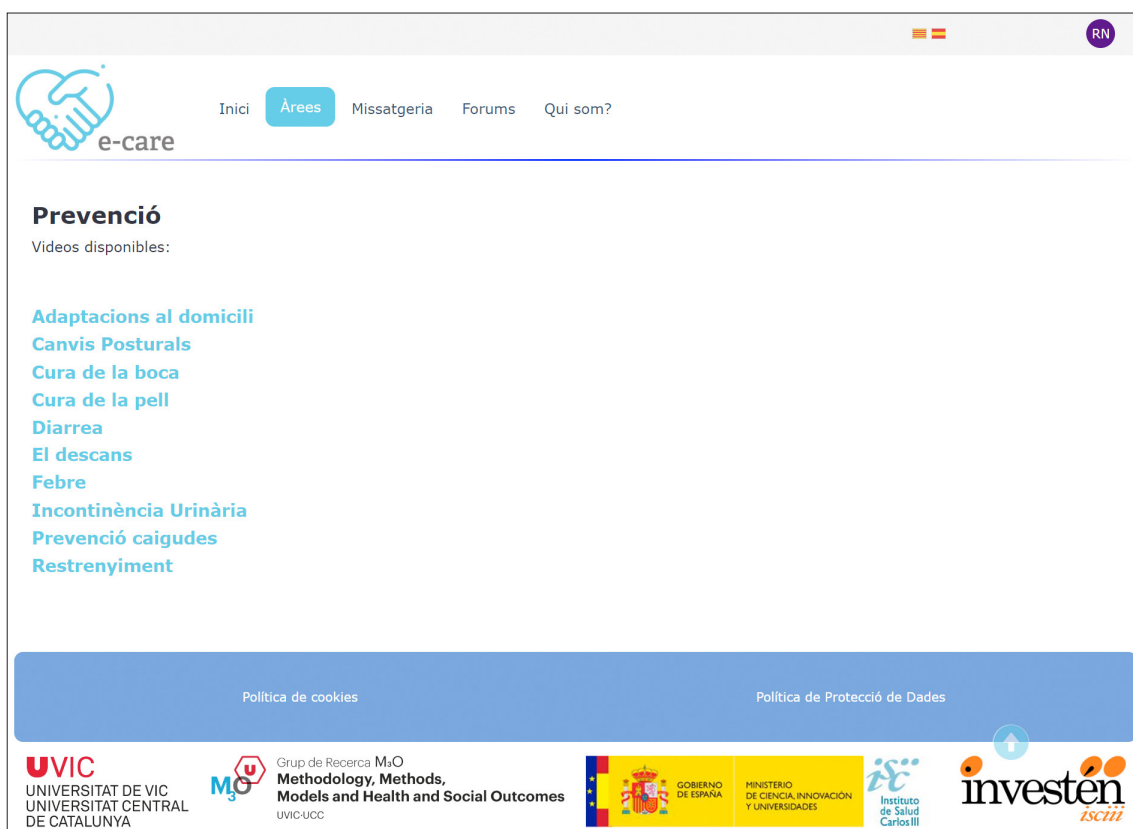 RN
e-care
Inici Àrees Missatgeria Forums Qui som?
Prevenció
Videos disponibles:
Adaptacions al domicili
Canvis Posturals
Cura de la boca
Cura de la pell
Diarrea
El descans
Febre
Incontinència Urinària
Prevenció caigudes
Restrenyiment
Política de cookies
Política de Protecció de Dades
UVIC
UNIVERSITAT DE VIC
UNIVERSITAT CENTRAL
DE CATALUNYA
U
M3O
Grup de Recerca M3O
Methodology, Methods,
Models and Health and Social Outcomes
UVIC·UCC
GOBIERNO
DE ESPAÑA
MINISTERIO
DE CIENCIA, INNOVACIÓN
Y UNIVERSIDADES
isc
Instituto
de Salud
Carlos III
investén
isciii